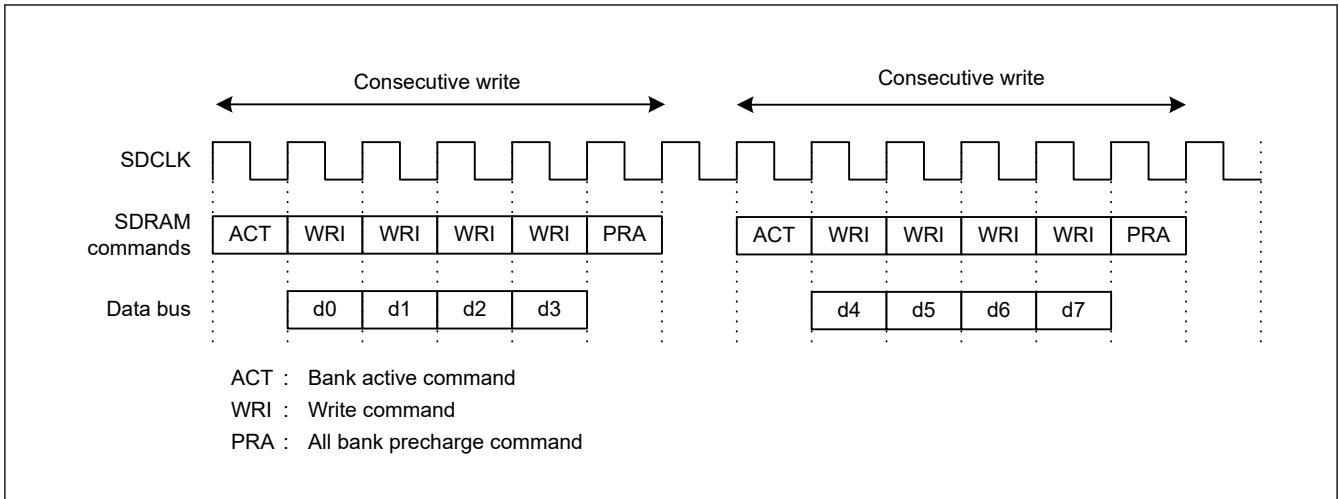 Consecutive write Consecutive write
SDCLK
SDRAM
commands ACT WRI WRI WRI WRI PRA ACT WRI WRI WRI WRI PRA
Data bus d0 d1 d2 d3 d4 d5 d6 d7
ACT : Bank active command
WRI : Write command
PRA : All bank precharge command